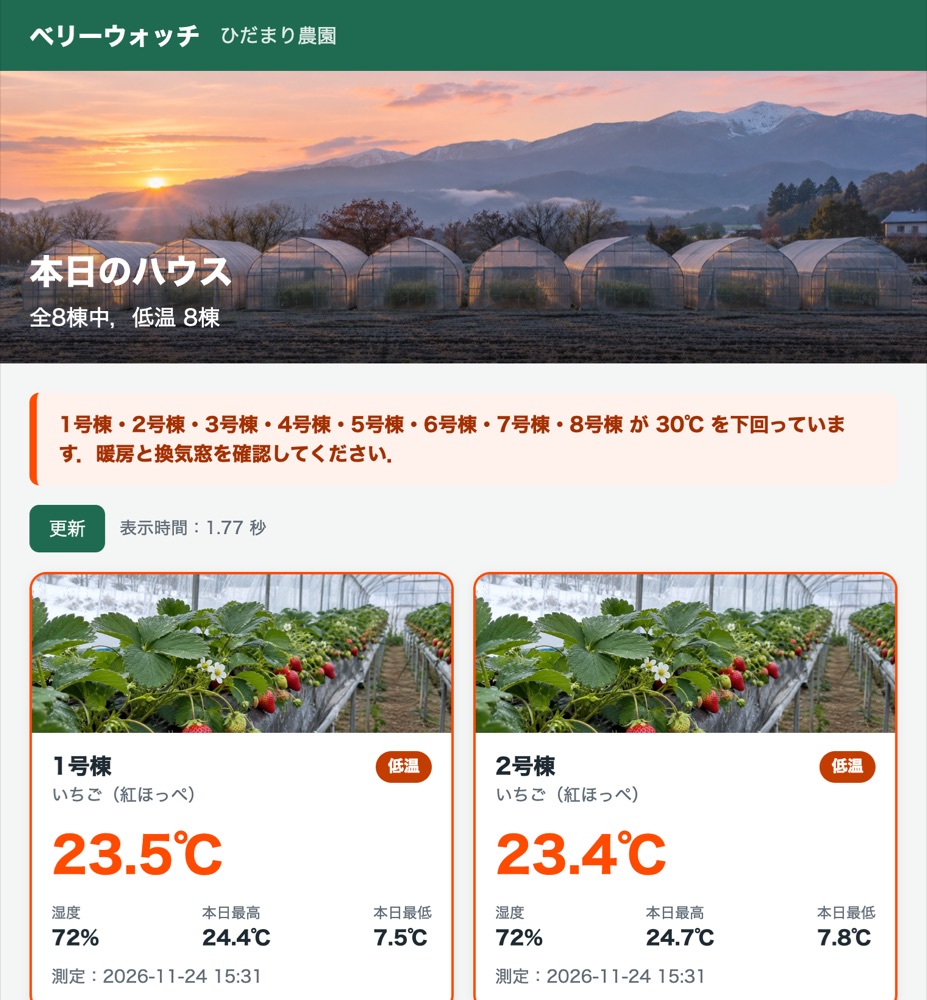 ベリーウォッチ ひだまり農園
本日のハウス
全8棟中，低温 8棟
1号棟・2号棟・3号棟・4号棟・5号棟・6号棟・7号棟・8号棟 が 30℃ を下回っていま
す．暖房と換気窓を確認してください．
更新 表示時間：1.77 秒
1号棟 低温
いちご（紅ほっぺ）
23.5℃
湿度 本日最高 本日最低
72% 24.4℃ 7.5℃
測定：2026-11-24 15:31
2号棟 低温
いちご（紅ほっぺ）
23.4℃
湿度 本日最高 本日最低
72% 24.7℃ 7.8℃
測定：2026-11-24 15:31